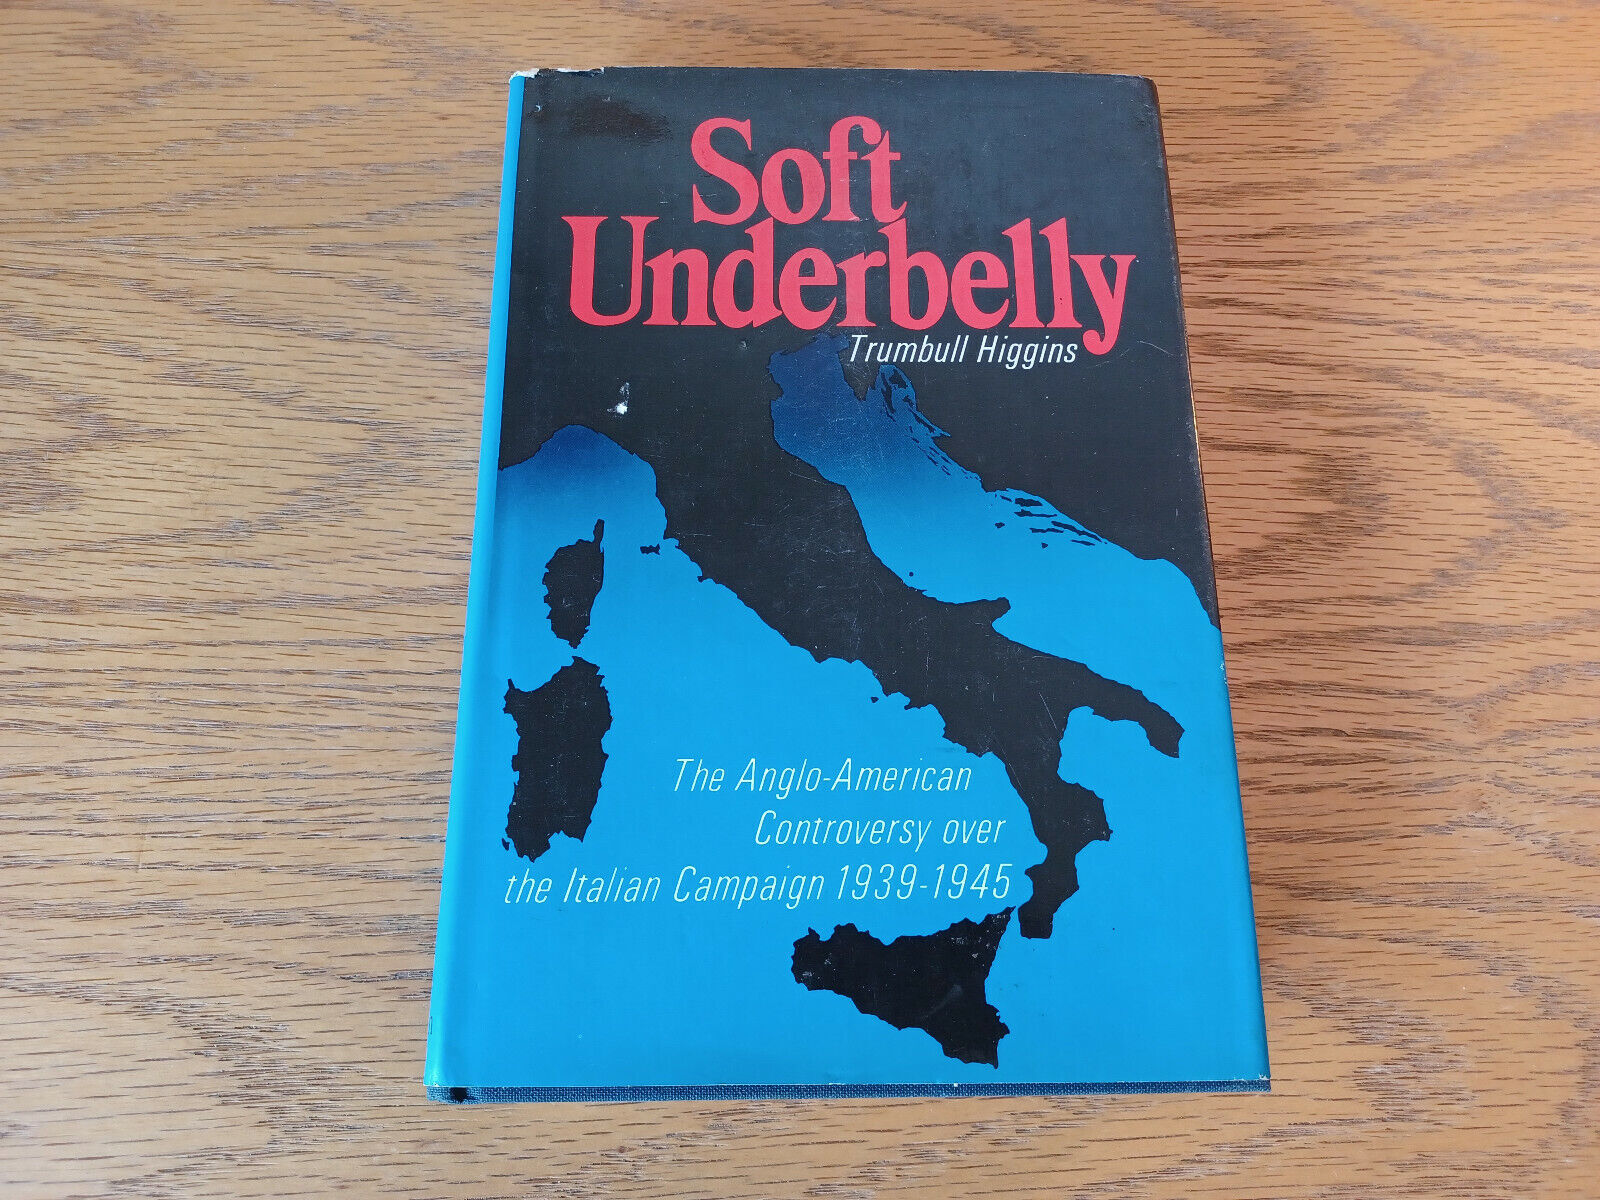 Soft
Underbelly
Trumbull Higgins
The Anglo-American
Controversy over
the Italian Campaign 1939-1945